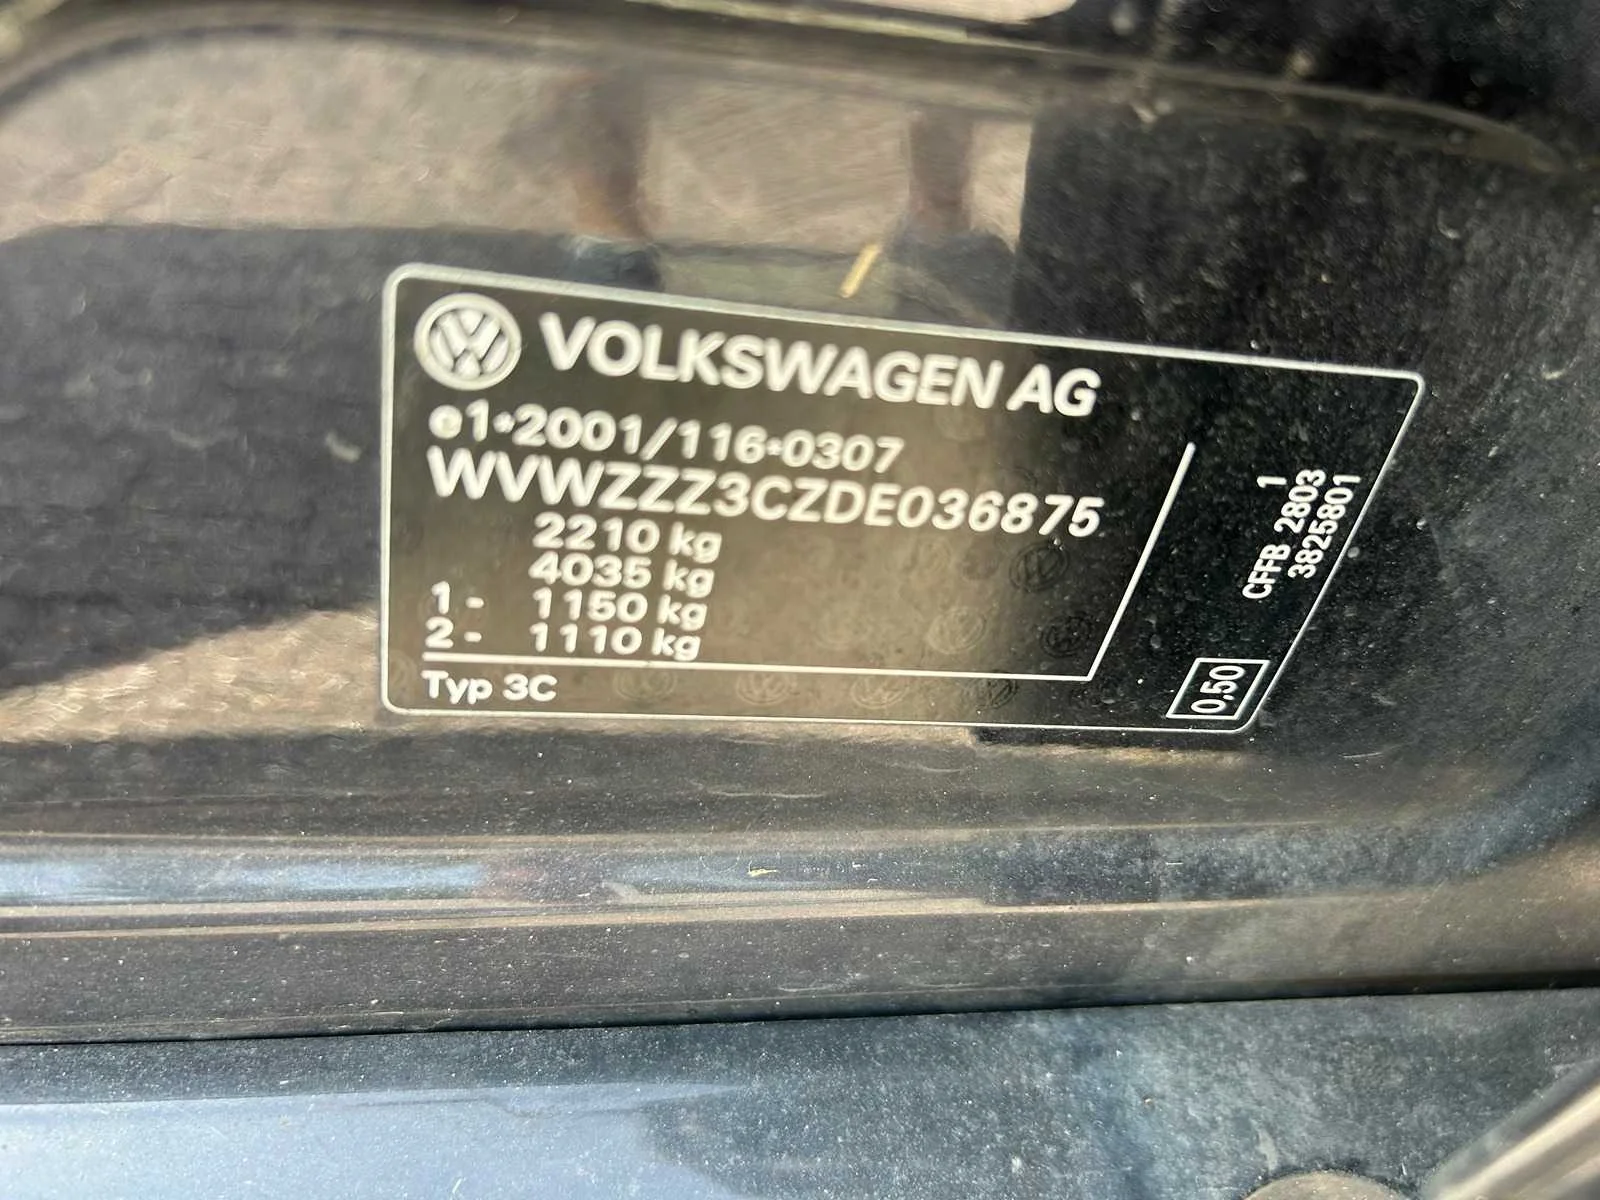 VOLKSWAGEN AG
e1*2001/116*0307
WVWZZZ3CZDE036875
2210 kg
4035 kg
1 - 1150 kg
2 - 1110 kg
Typ 3C
1
CFFB 2803
3825801
0,50